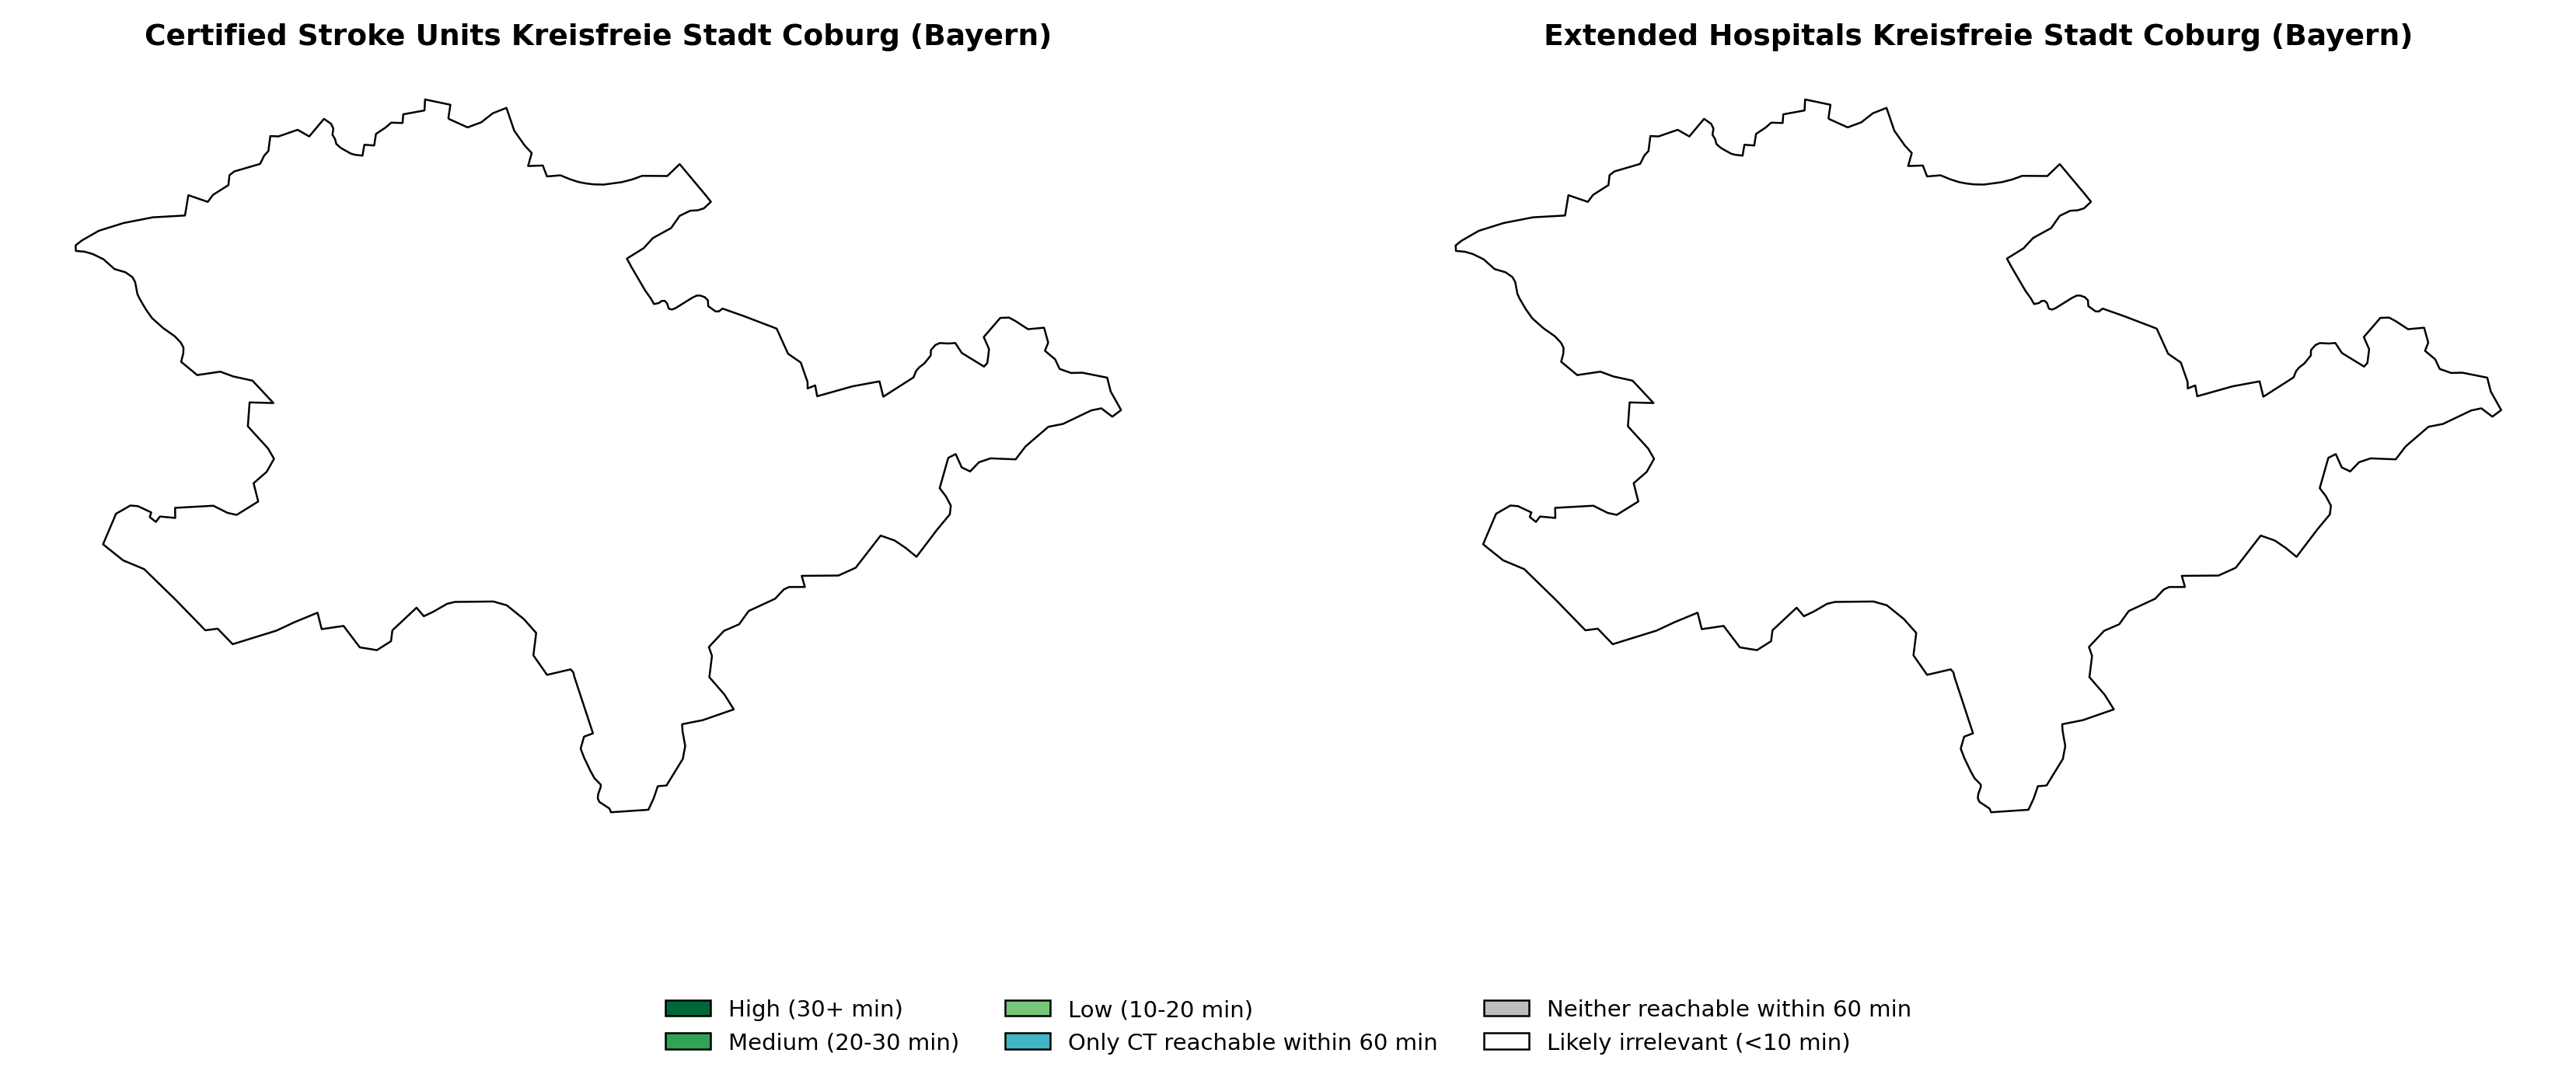 Certified Stroke Units Kreisfreie Stadt Coburg (Bayern)
Extended Hospitals Kreisfreie Stadt Coburg (Bayern)
High (30+ min)
Medium (20-30 min)
Low (10-20 min)
Only CT reachable within 60 min
Neither reachable within 60 min
Likely irrelevant (<10 min)